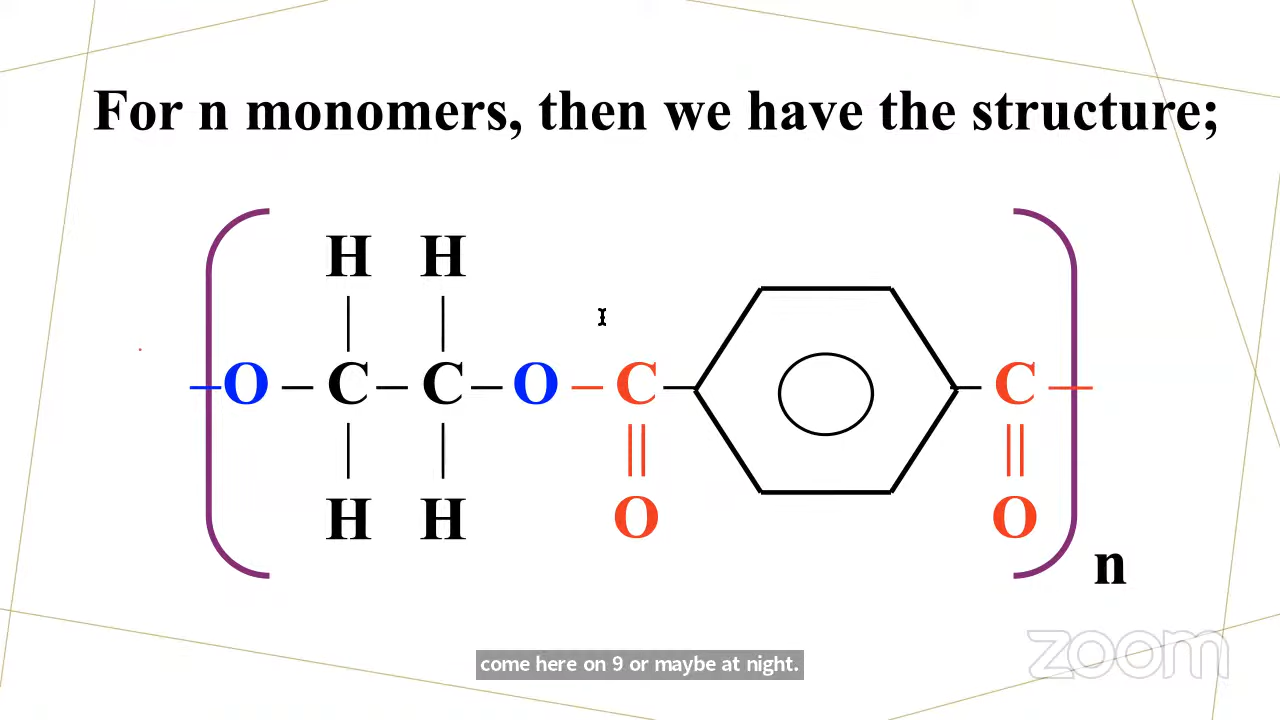 For n monomers, then we have the structure;
H H
O C C O C C
H H O O
n
come here on 9 or maybe at night.
zoom